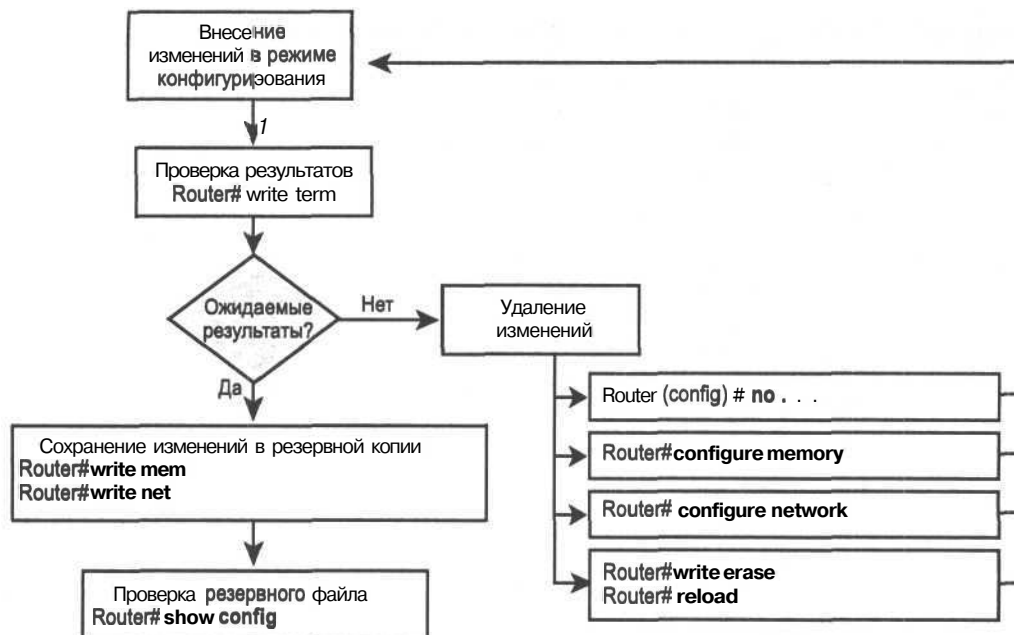 Внесение
изменений в режиме
конфигурирования
1
Проверка результатов
Router# write term
Ожидаемые
результаты?
Нет
Удаление
изменений
Да
Router (config) # no . . .
Сохранение изменений в резервной копии
Router#write mem
Router#write net
Router#configure memory
Router# configure network
Router#write erase
Router# reload
Проверка резервного файла
Router# show config